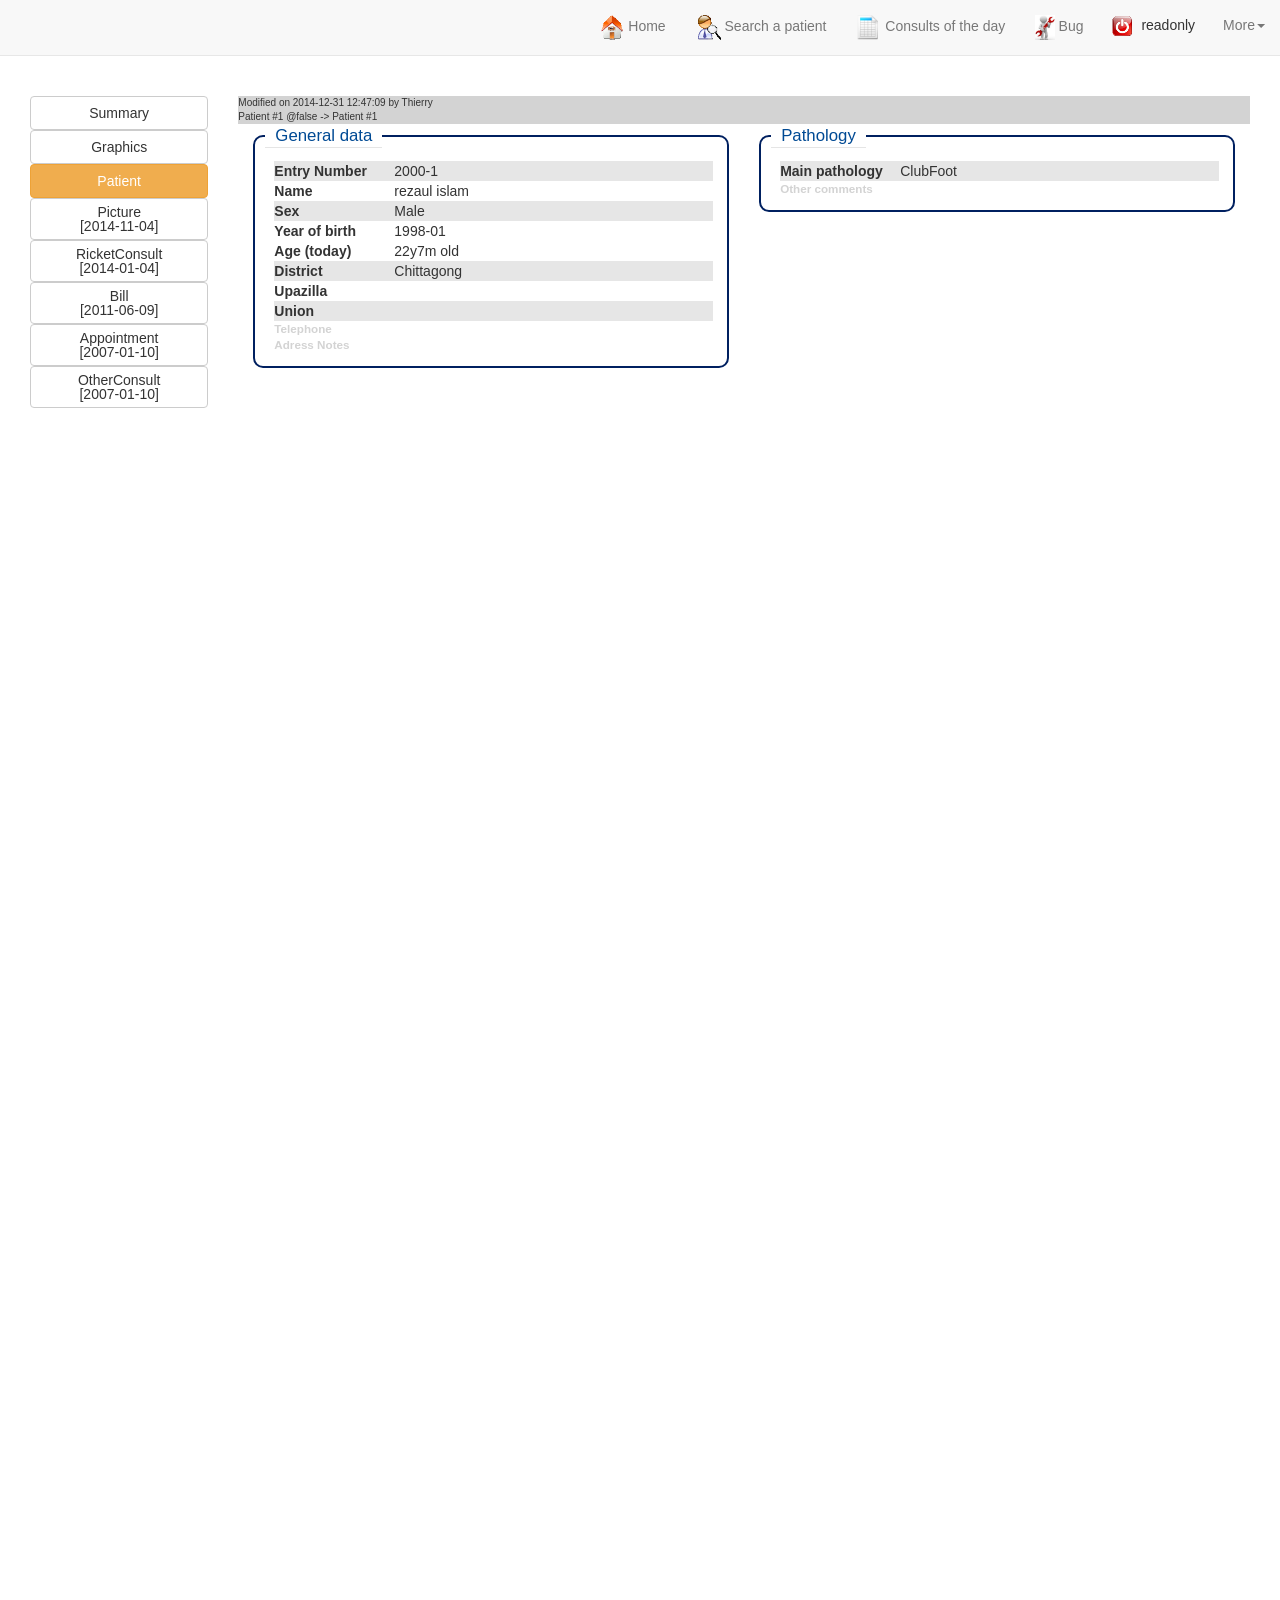 Home Search a patient Consults of the day Bug readonly More
Summary
Graphics
Patient
Picture
[2014-11-04]
RicketConsult
[2014-01-04]
Bill
[2011-06-09]
Appointment
[2007-01-10]
OtherConsult
[2007-01-10]
Modified on 2014-12-31 12:47:09 by Thierry
Patient #1 @false -> Patient #1
General data
Entry Number 2000-1
Name rezaul islam
Sex Male
Year of birth 1998-01
Age (today) 22y7m old
District Chittagong
Upazilla
Union
Telephone
Adress Notes
Pathology
Main pathology ClubFoot
Other comments